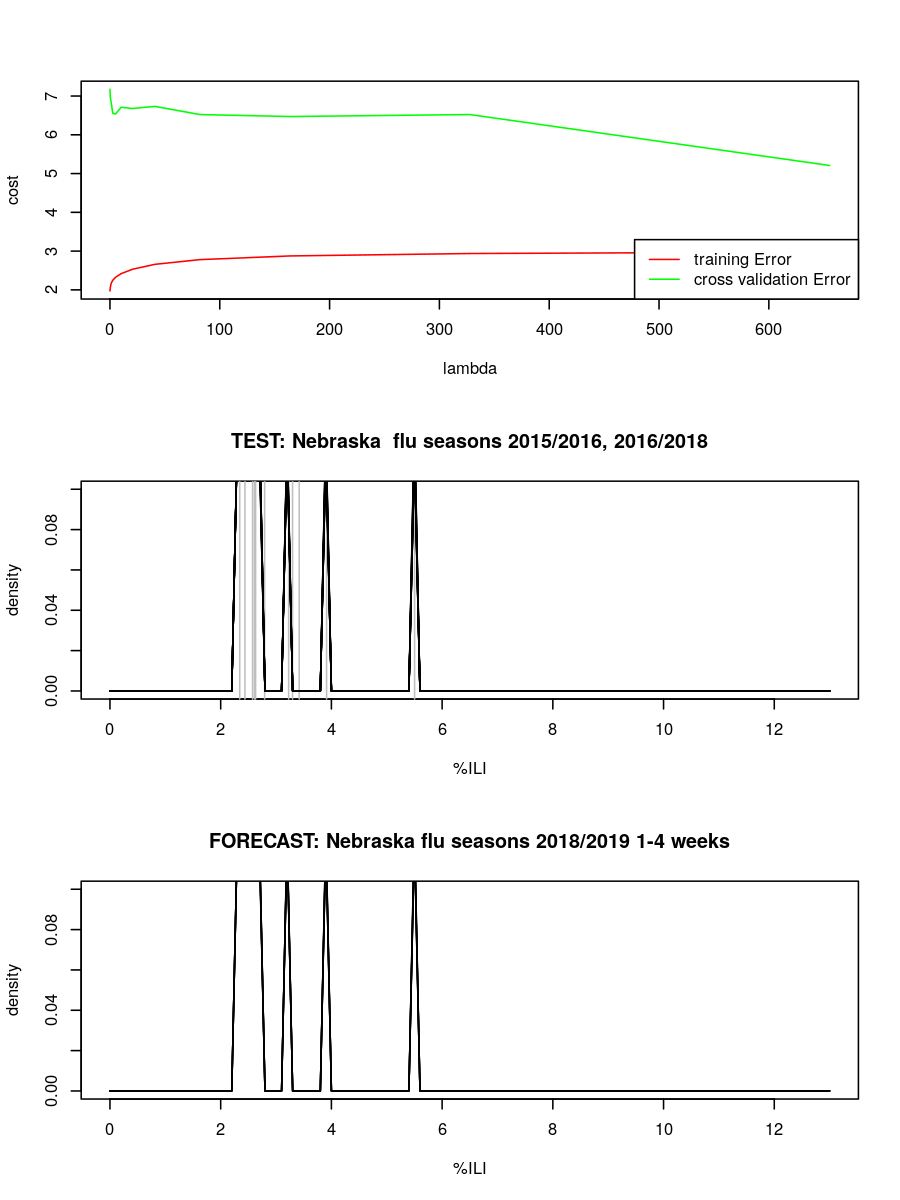 7
6
5
4
3
2
cost
training Error
cross validation Error
0 100 200 300 400 500 600
lambda
TEST: Nebraska  flu seasons 2015/2016, 2016/2018
0.08
0.04
0.00
density
0 2 4 6 8 10 12
%ILI
FORECAST: Nebraska flu seasons 2018/2019 1-4 weeks
0.08
0.04
0.00
density
0 2 4 6 8 10 12
%ILI